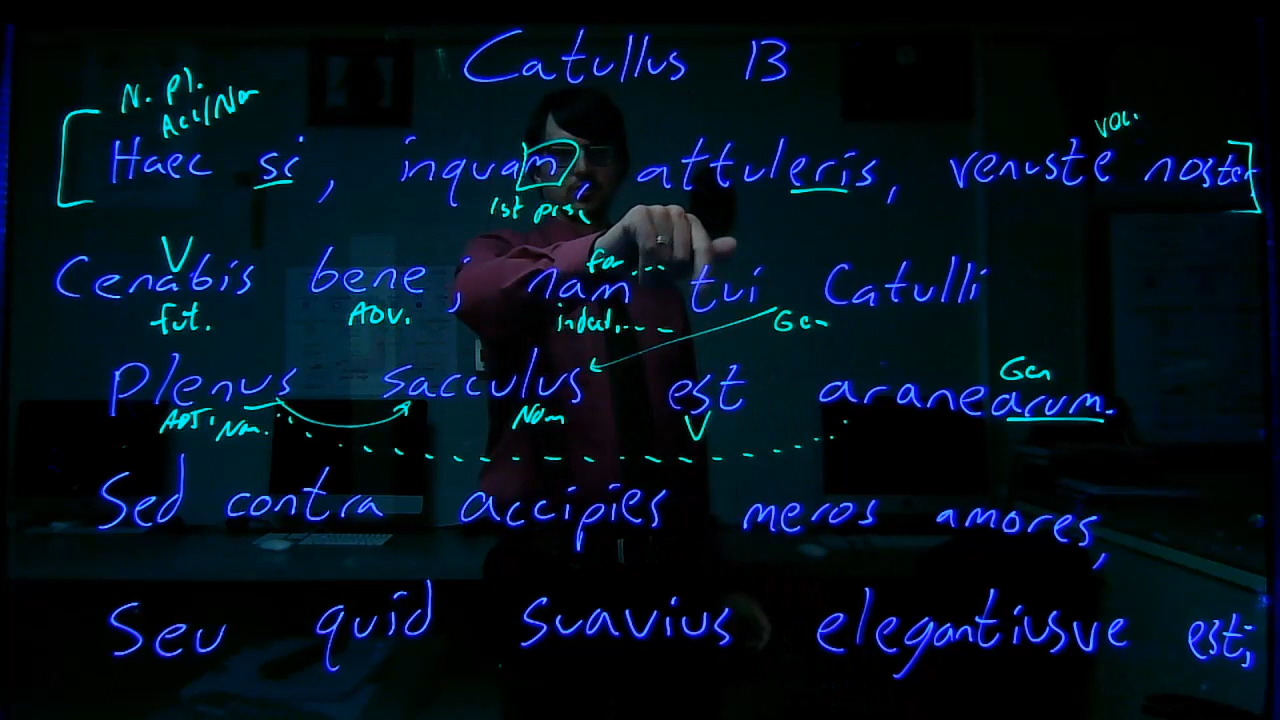 Catullus 13
N. Pl.
Acc/Nom
voc.
Haec si, inquam, attuleris, venuste noster
1st pres.
V
for...
Cenabis bene; nam tui Catulli
fut. ADV. indecl.... Gen
Gen
Plenus sacculus est aranearum.
ADJ. Nom. Nom V
Sed contra accipies meros amores,
Seu quid suavius elegantiusve est;